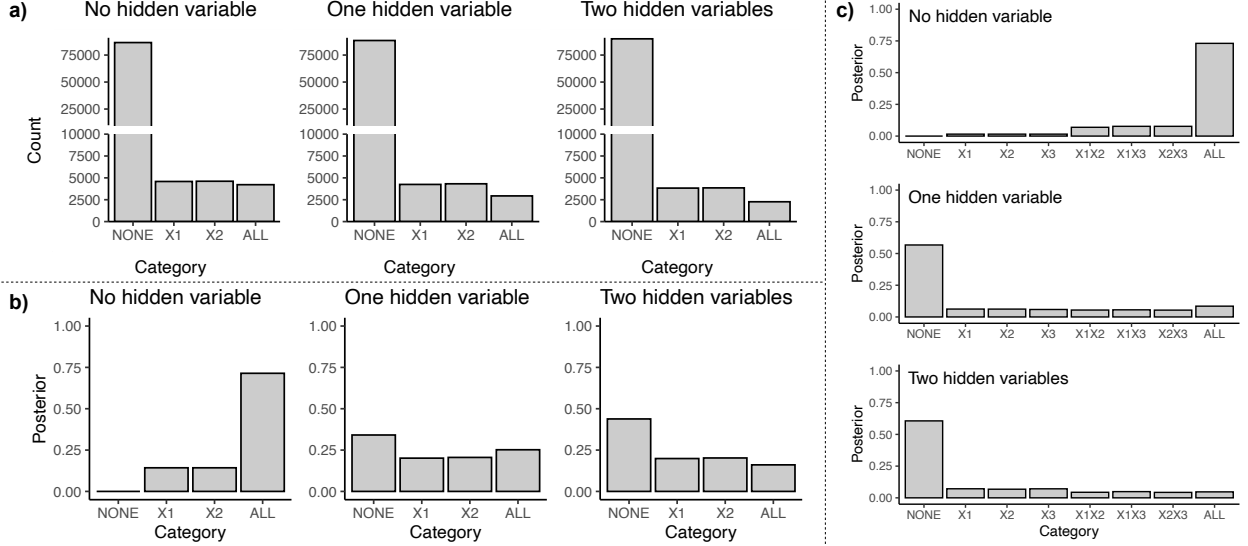 a)
No hidden variable
One hidden variable
Two hidden variables
Count
75000
50000
25000
10000
7500
5000
2500
0
NONE X1 X2 ALL
Category
75000
50000
25000
10000
7500
5000
2500
0
NONE X1 X2 ALL
Category
75000
50000
25000
10000
7500
5000
2500
0
NONE X1 X2 ALL
Category
b)
No hidden variable
One hidden variable
Two hidden variables
Posterior
1.00
0.75
0.50
0.25
0.00
NONE X1 X2 ALL
Category
1.00
0.75
0.50
0.25
0.00
NONE X1 X2 ALL
Category
1.00
0.75
0.50
0.25
0.00
NONE X1 X2 ALL
Category
c)
No hidden variable
Posterior
1.00
0.75
0.50
0.25
0.00
NONE X1 X2 X3 X1X2 X1X3 X2X3 ALL
One hidden variable
Posterior
1.00
0.75
0.50
0.25
0.00
NONE X1 X2 X3 X1X2 X1X3 X2X3 ALL
Two hidden variables
Posterior
1.00
0.75
0.50
0.25
0.00
NONE X1 X2 X3 X1X2 X1X3 X2X3 ALL
Category